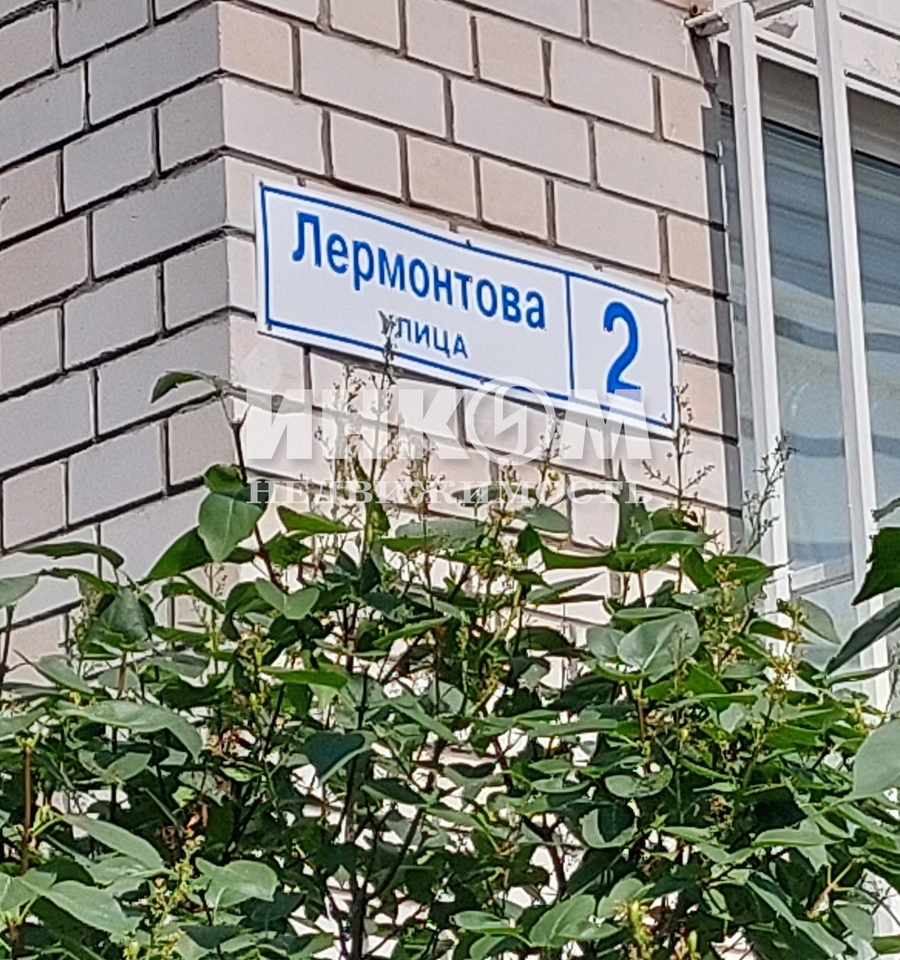 Лермонтова
улица
2
ИНКОМ
НЕДВИЖИМОСТЬ